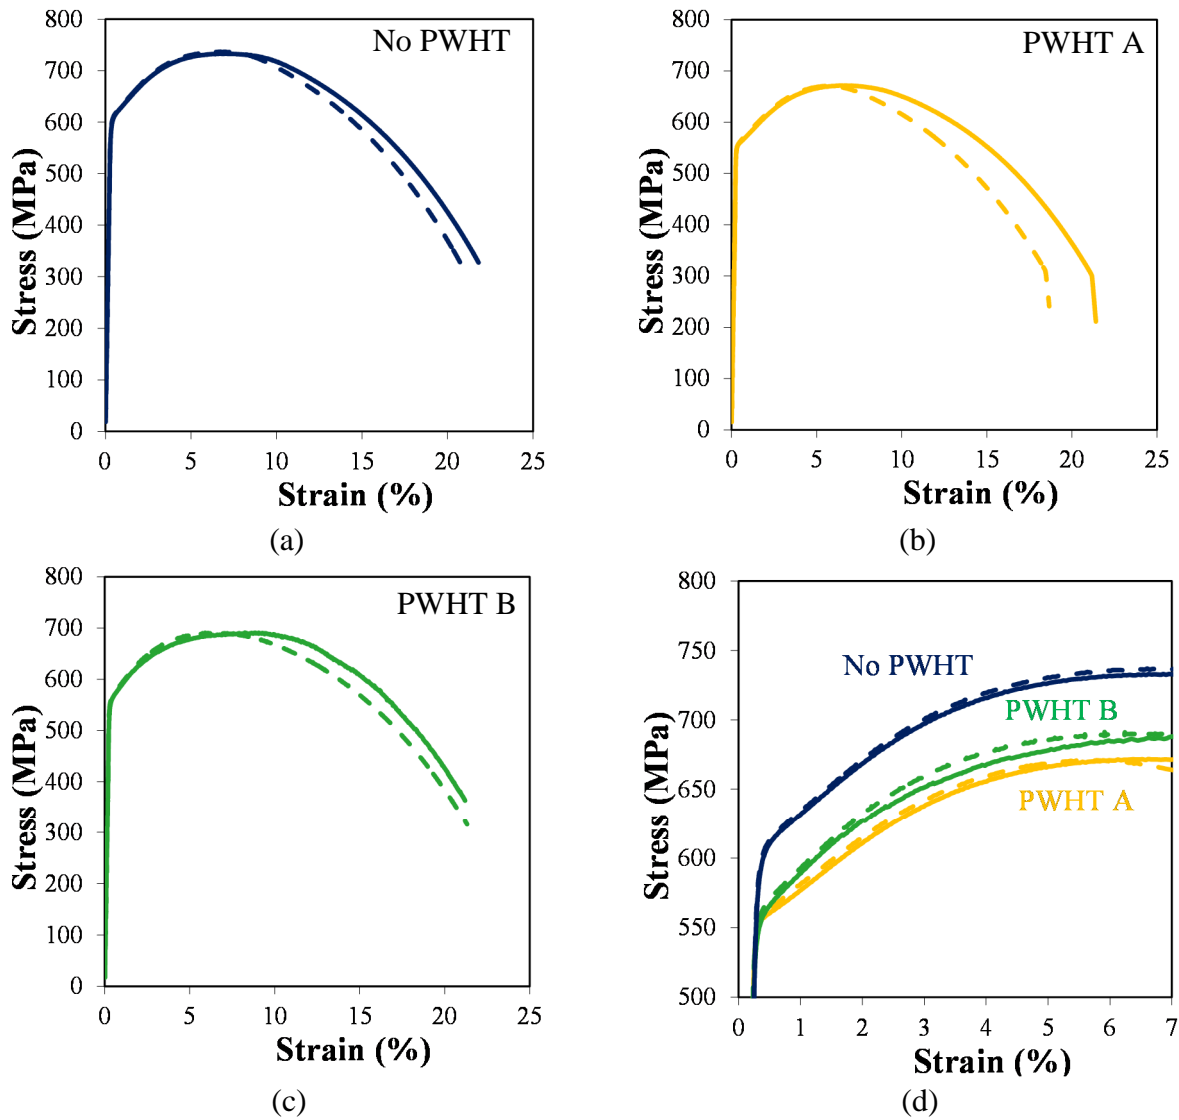 800
700
600
500
400
300
200
100
0
Stress (MPa)
No PWHT
0 5 10 15 20 25
Strain (%)
(a)
800
700
600
500
400
300
200
100
0
Stress (MPa)
PWHT A
0 5 10 15 20 25
Strain (%)
(b)
800
700
600
500
400
300
200
100
0
Stress (MPa)
PWHT B
0 5 10 15 20 25
Strain (%)
(c)
800
750
700
650
600
550
500
Stress (MPa)
No PWHT
PWHT B
PWHT A
0 1 2 3 4 5 6 7
Strain (%)
(d)